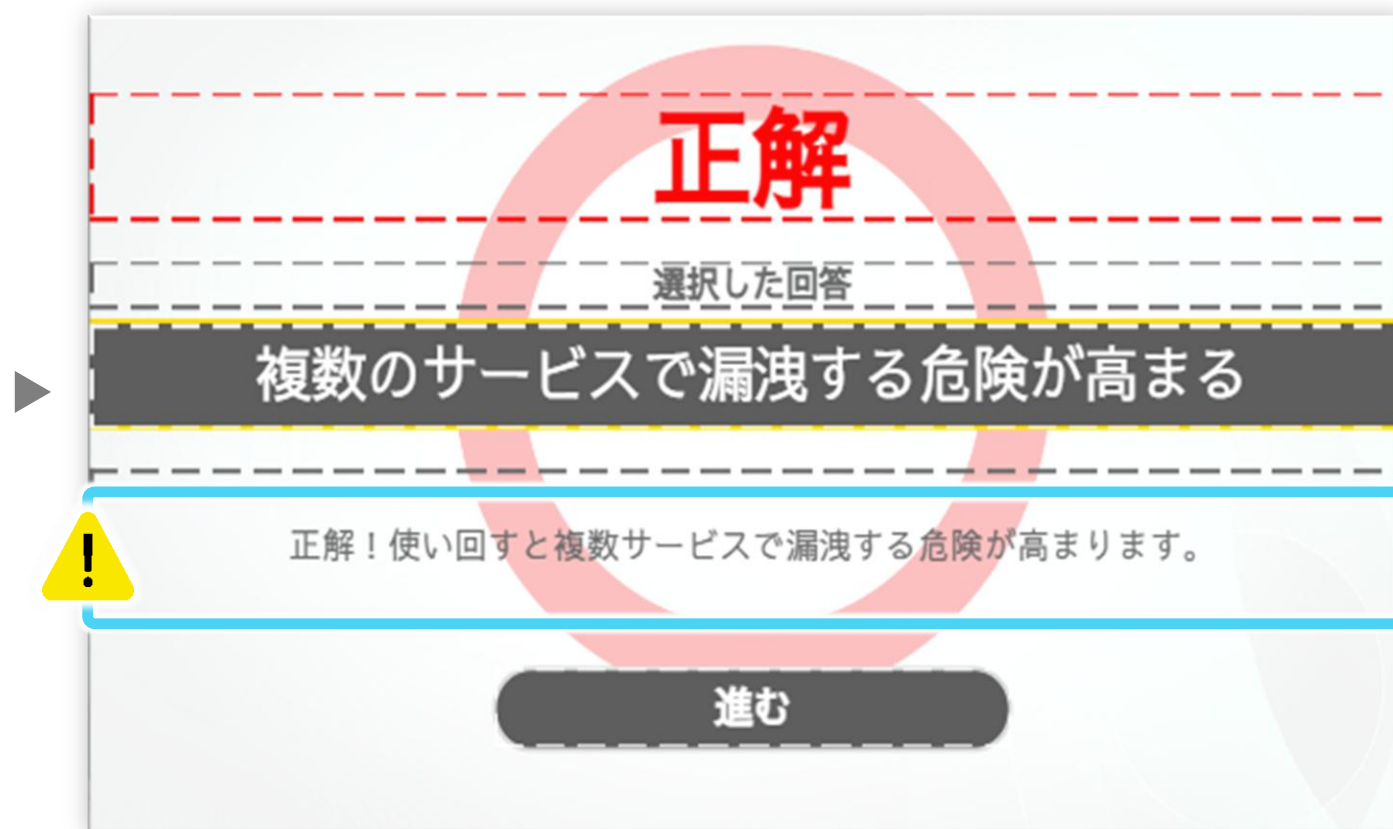 正解
選択した回答
複数のサービスで漏洩する危険が高まる
正解！使い回すと複数サービスで漏洩する危険が高まります。
進む